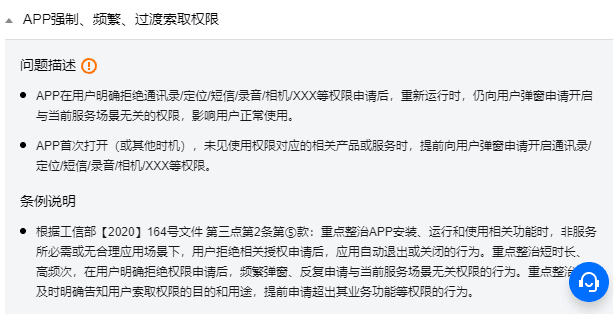 APP强制、频繁、过渡索取权限
问题描述
APP在用户明确拒绝通讯录/定位/短信/录音/相机/XXX等权限申请后，重新运行时，仍向用户弹窗申请开启
与当前服务场景无关的权限，影响用户正常使用。
APP首次打开（或其他时机），未见使用权限对应的相关产品或服务时，提前向用户弹窗申请开启通讯录/
定位/短信/录音/相机/XXX等权限。
条例说明
根据工信部【2020】164号文件 第三点第2条第⑤款：重点整治APP安装、运行和使用相关功能时，非服务
所必需或无合理应用场景下，用户拒绝相关授权申请后，应用自动退出或关闭的行为。重点整治短时长、
高频次，在用户明确拒绝权限申请后，频繁弹窗、反复申请与当前服务场景无关权限的行为。重点整治
及时明确告知用户索取权限的目的和用途，提前申请超出其业务功能等权限的行为。